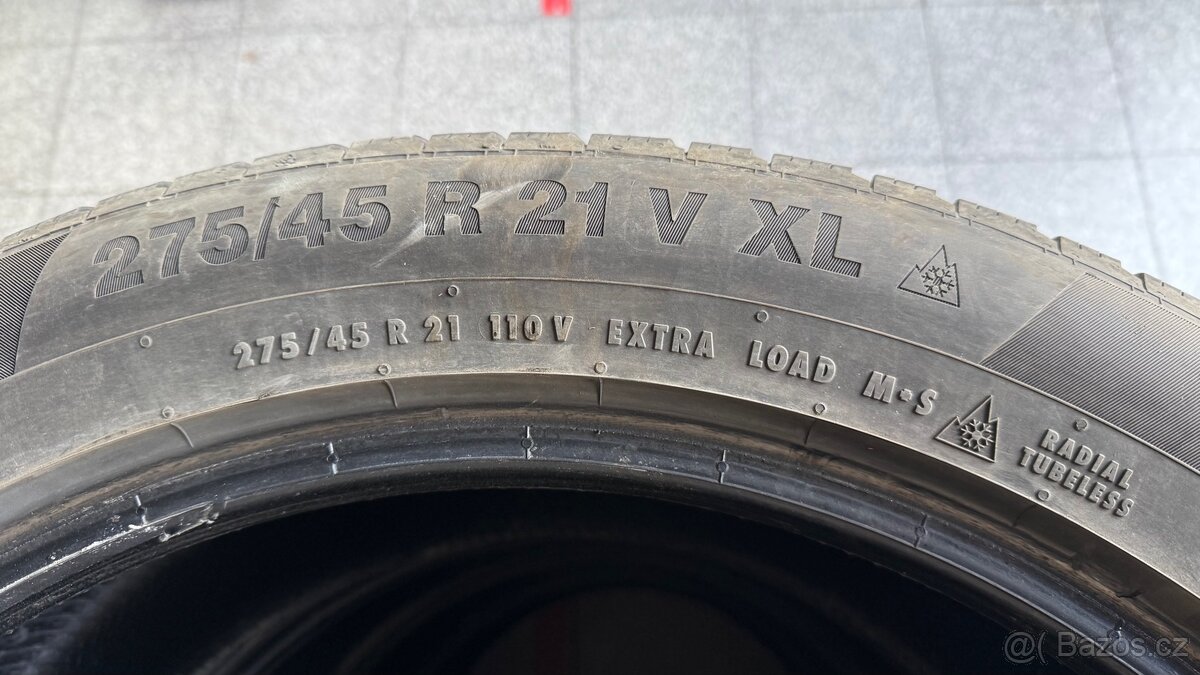 275/45 R 21 V XL
275/45 R 21 110 V EXTRA LOAD M+S
RADIAL
TUBELESS
@( Bazos.cz